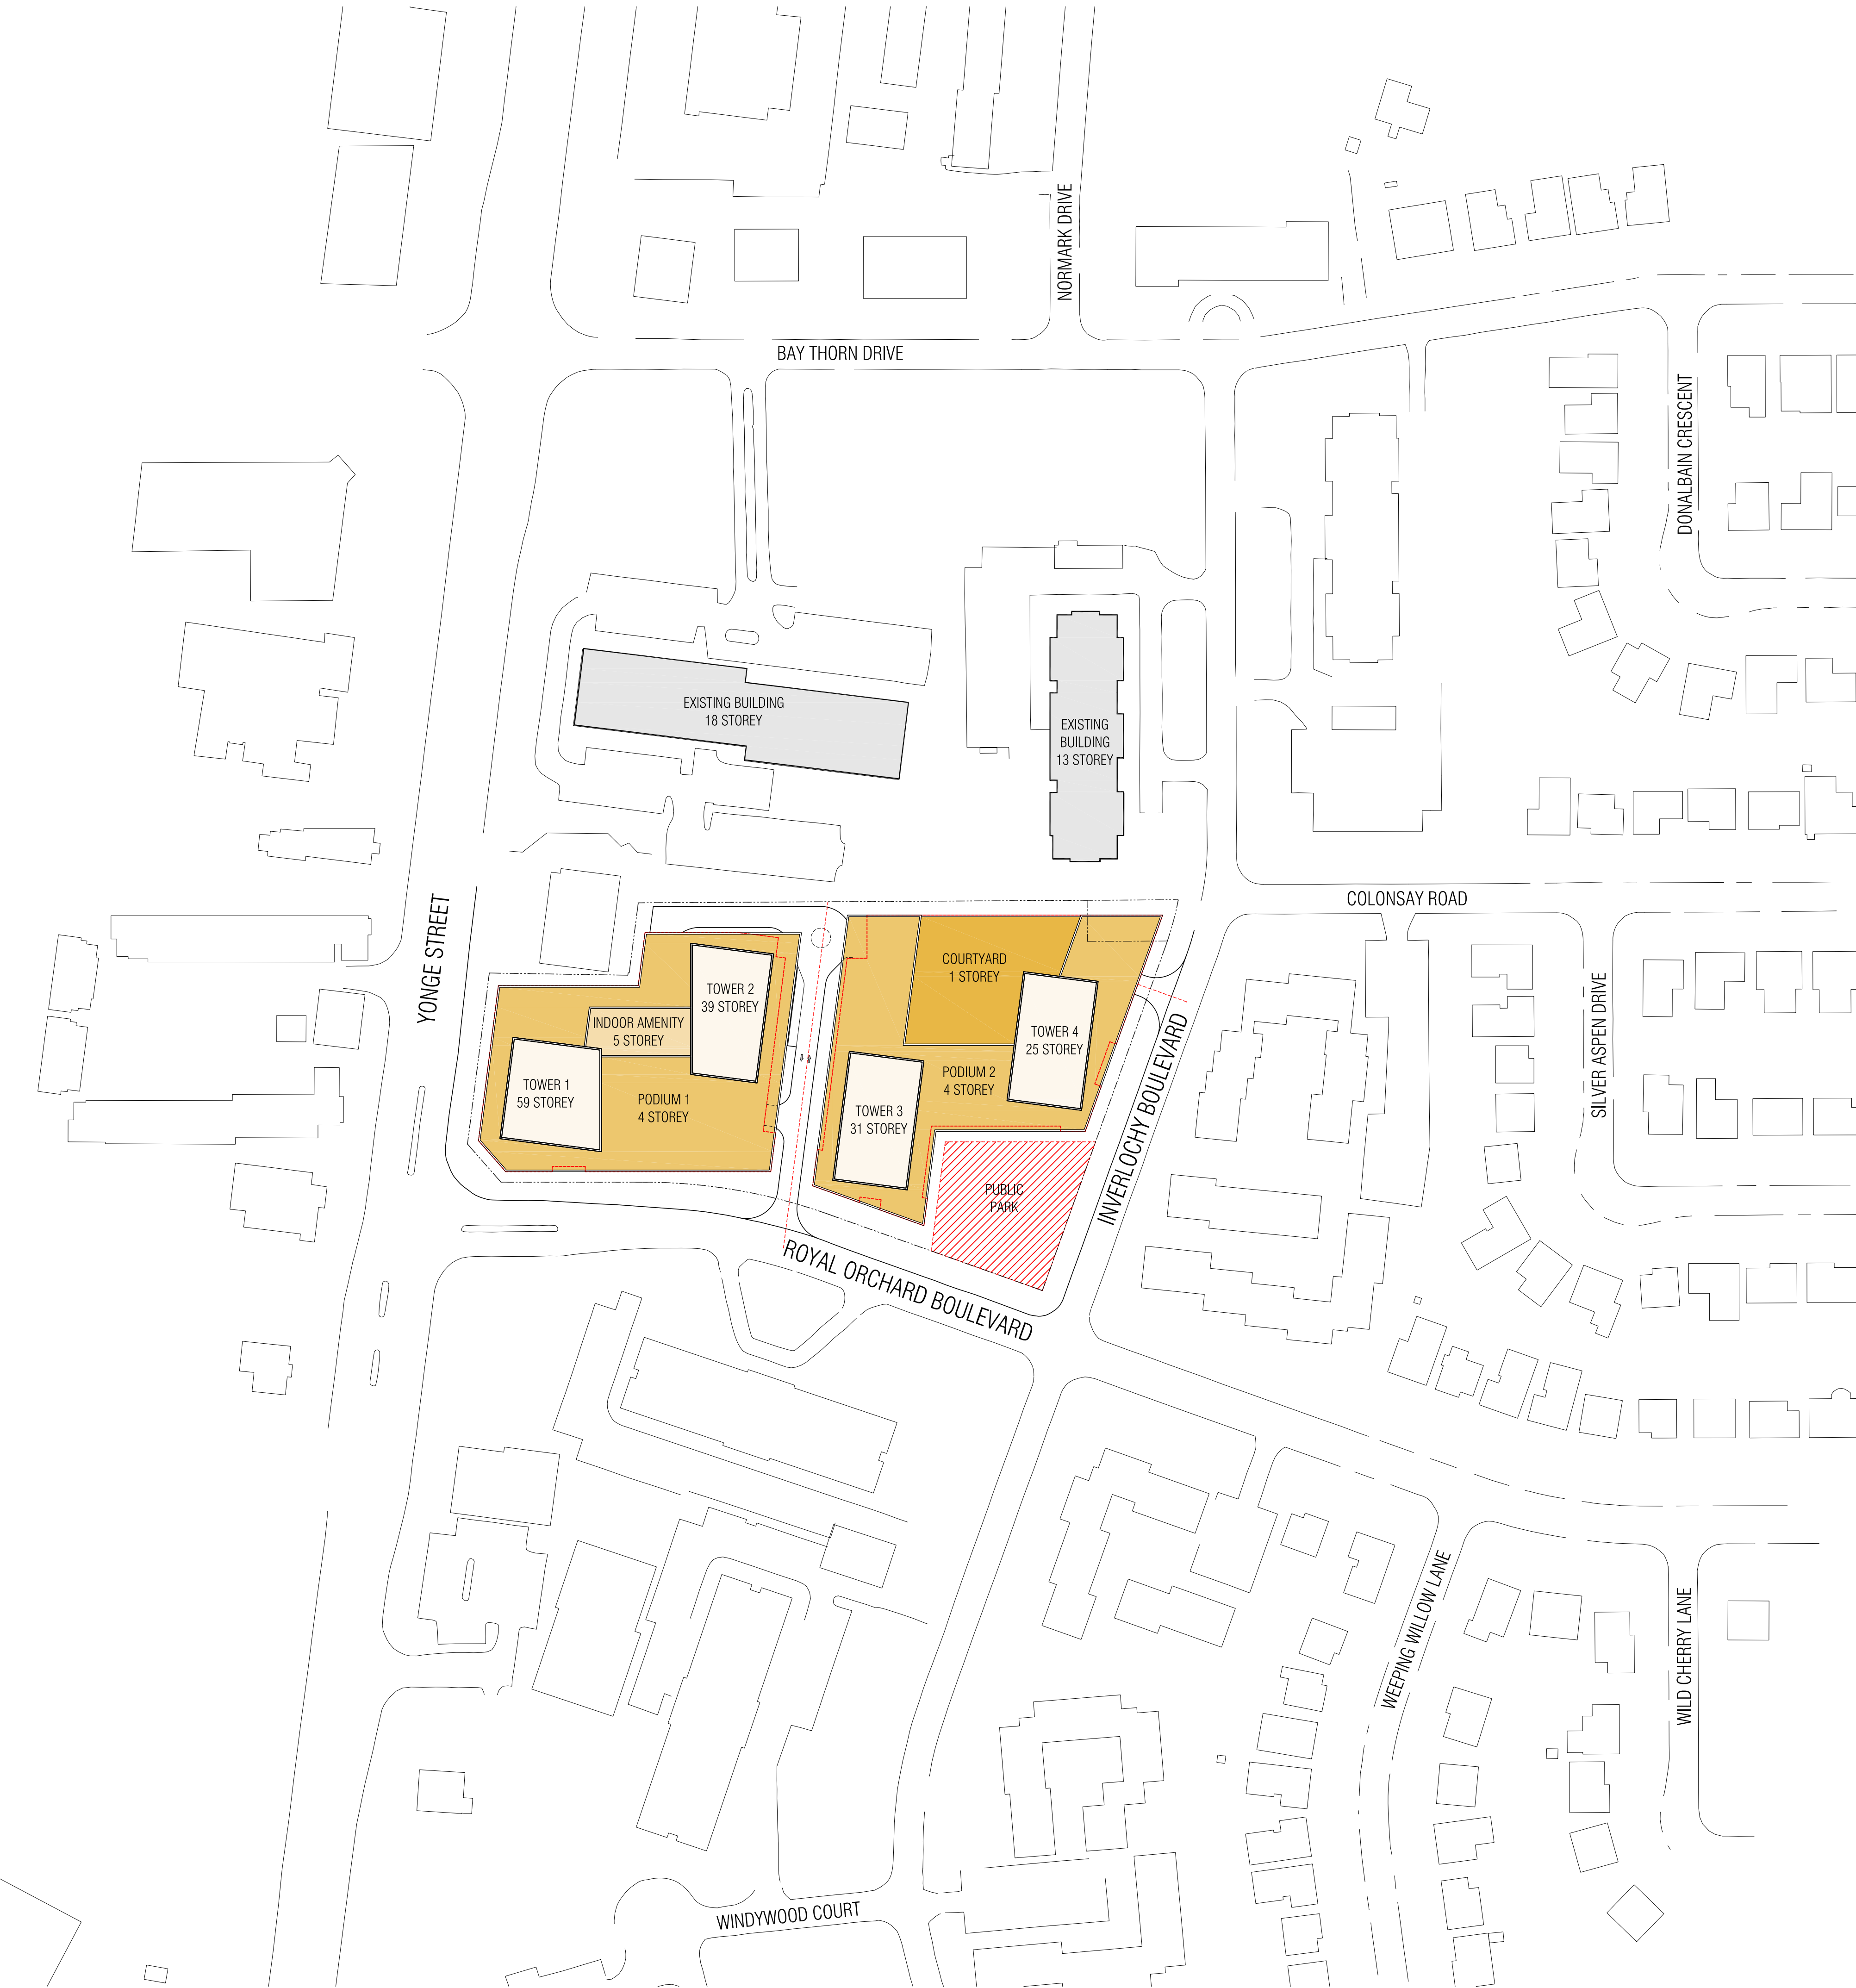 NORMARK DRIVE
BAY THORN DRIVE
DONALBAIN CRESCENT
EXISTING BUILDING
18 STOREY
EXISTING
BUILDING
13 STOREY
COLONSAY ROAD
YONGE STREET
COURTYARD
1 STOREY
TOWER 2
39 STOREY
INDOOR AMENITY
5 STOREY
TOWER 4
25 STOREY
TOWER 1
59 STOREY
PODIUM 1
4 STOREY
PODIUM 2
4 STOREY
TOWER 3
31 STOREY
SILVER ASPEN DRIVE
INVERLOCHY BOULEVARD
PUBLIC
PARK
ROYAL ORCHARD BOULEVARD
WEEPING WILLOW LANE
WILD CHERRY LANE
WINDYWOOD COURT